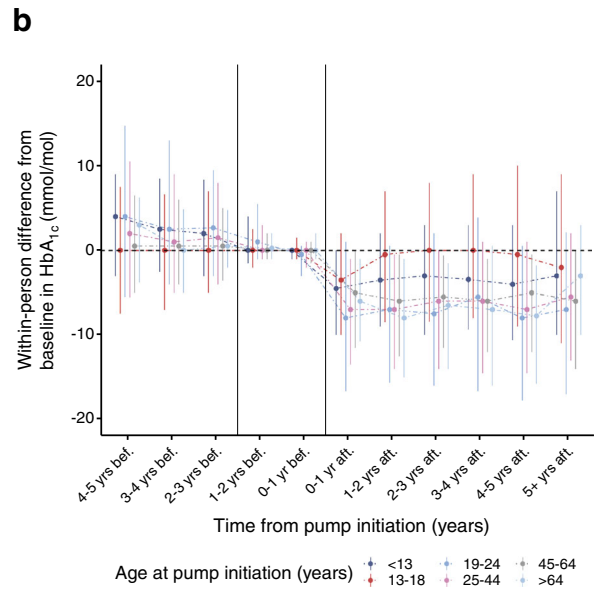 b
Within-person difference from
baseline in HbA1c (mmol/mol)
20
10
0
-10
-20
4-5 yrs bef.
3-4 yrs bef.
2-3 yrs bef.
1-2 yrs bef.
0-1 yr bef.
0-1 yr aft.
1-2 yrs aft.
2-3 yrs aft.
3-4 yrs aft.
4-5 yrs aft.
5+ yrs aft.
Time from pump initiation (years)
Age at pump initiation (years)
<13 19-24 45-64
13-18 25-44 >64